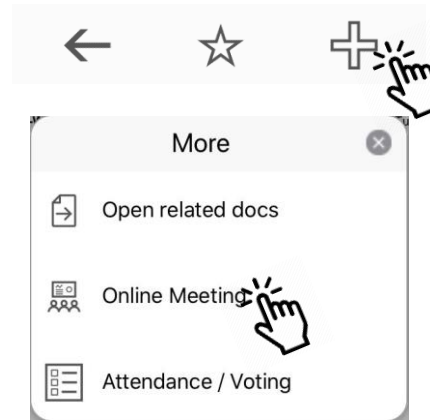 More
Open related docs
Online Meeting
Attendance / Voting